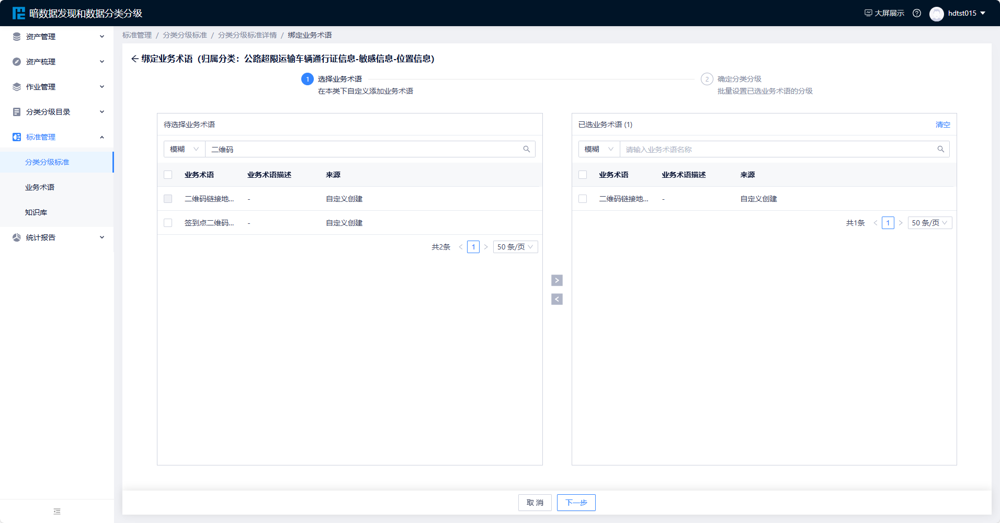 暗数据发现和数据分类分级
大屏展示
hdtst015
资产管理
资产梳理
作业管理
分类分级目录
标准管理
分类分级标准
业务术语
知识库
统计报告
标准管理 / 分类分级标准 / 分类分级标准详情 / 绑定业务术语
绑定业务术语（归属分类：公路超限运输车辆通行证信息-敏感信息-位置信息）
1 选择业务术语
在本类下自定义添加业务术语
2 确定分类分级
批量设置已选业务术语的分级
待选择业务术语
模糊 二维码
业务术语 业务术语描述 来源
二维码链接地... - 自定义创建
签到点二维码... - 自定义创建
共2条 < 1 > 50 条/页
> 
<
已选业务术语 (1) 清空
模糊 请输入业务术语名称
业务术语 业务术语描述 来源
二维码链接地... - 自定义创建
共1条 < 1 > 50 条/页
取 消 下一步